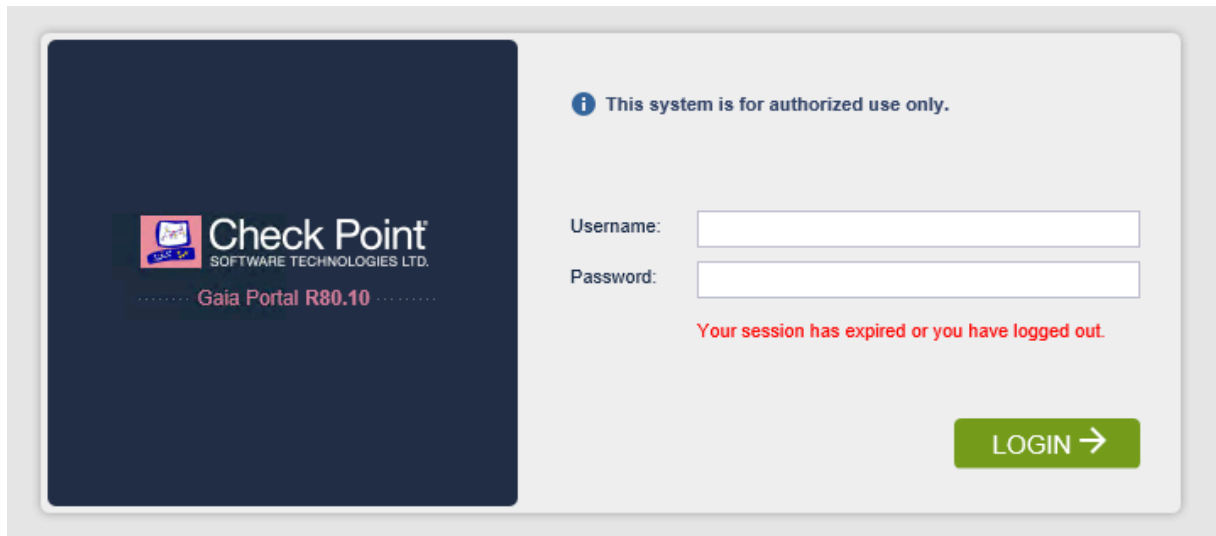 This system is for authorized use only.
Check Point
SOFTWARE TECHNOLOGIES LTD.
Gaia Portal R80.10
Username:
Password:
Your session has expired or you have logged out.
LOGIN